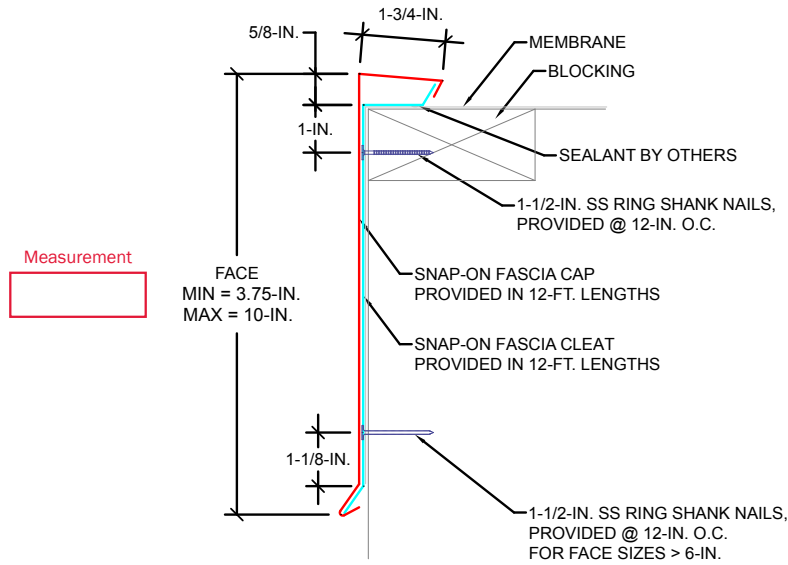 1-3/4-IN.
5/8-IN.
MEMBRANE
BLOCKING
1-IN.
SEALANT BY OTHERS
1-1/2-IN. SS RING SHANK NAILS,
PROVIDED @ 12-IN. O.C.
Measurement
FACE
MIN = 3.75-IN.
MAX = 10-IN.
SNAP-ON FASCIA CAP
PROVIDED IN 12-FT. LENGTHS
SNAP-ON FASCIA CLEAT
PROVIDED IN 12-FT. LENGTHS
1-1/8-IN.
1-1/2-IN. SS RING SHANK NAILS,
PROVIDED @ 12-IN. O.C.
FOR FACE SIZES > 6-IN.